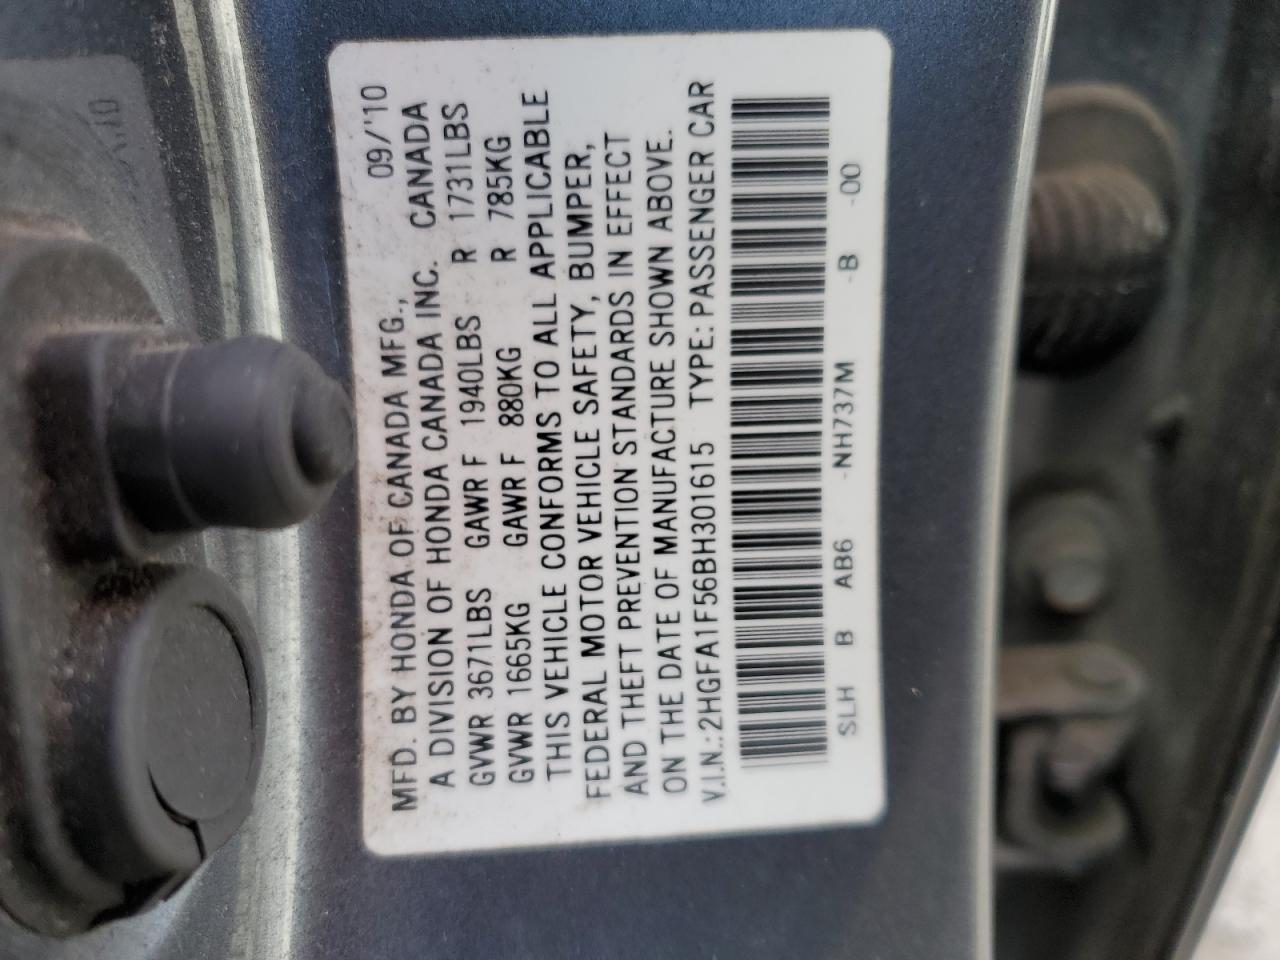 MFD. BY HONDA OF CANADA MFG., 09/'10
A DIVISION OF HONDA CANADA INC. CANADA
GVWR 3671LBS GAWR F 1940LBS R 1731LBS
GVWR 1665KG GAWR F 880KG R 785KG
THIS VEHICLE CONFORMS TO ALL APPLICABLE
FEDERAL MOTOR VEHICLE SAFETY, BUMPER,
AND THEFT PREVENTION STANDARDS IN EFFECT
ON THE DATE OF MANUFACTURE SHOWN ABOVE.
V.I.N.: 2HGFA1F56BH301615 TYPE: PASSENGER CAR
SLH B AB6 -NH737M -B -00